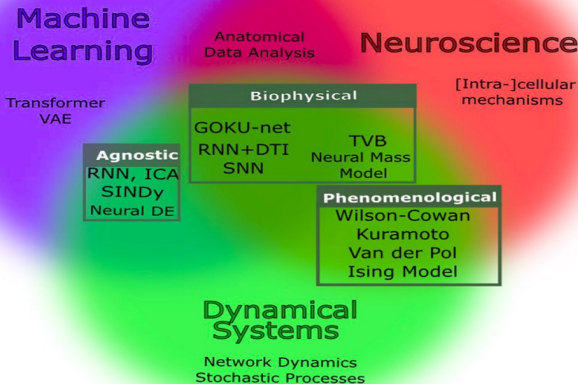 Machine
Learning
Anatomical
Data Analysis
Neuroscience
[Intra-]cellular
mechanisms
Transformer
VAE
Biophysical
GOKU-net
RNN+DTI
SNN
TVB
Neural Mass
Model
Agnostic
RNN, ICA
SINDy
Neural DE
Phenomenological
Wilson-Cowan
Kuramoto
Van der Pol
Ising Model
Dynamical
Systems
Network Dynamics
Stochastic Processes